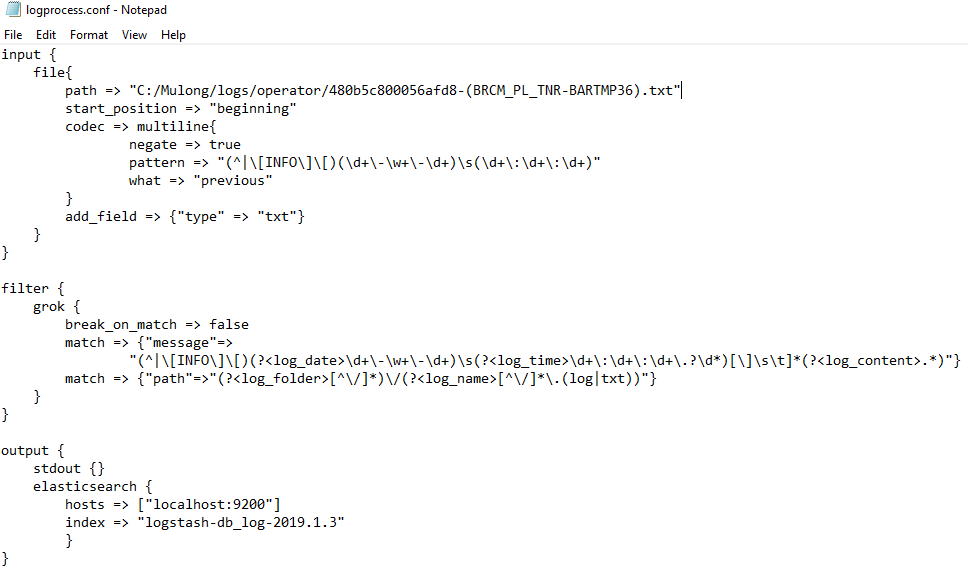 logprocess.conf - Notepad
File Edit Format View Help
input {
    file{
        path => "C:/Mulong/logs/operator/480b5c800056afd8-(BRCM_PL_TNR-BARTMP36).txt"
        start_position => "beginning"
        codec => multiline{
                negate => true
                pattern => "(^|\[INFO\]\[)(\d+\-\w+\-\d+)\s(\d+\:\d+\:\d+)"
                what => "previous"
        }
        add_field => {"type" => "txt"}
    }
}

filter {
    grok {
        break_on_match => false
        match => {"message"=>
                "(^|\[INFO\]\[)(?<log_date>\d+\-\w+\-\d+)\s(?<log_time>\d+\:\d+\:\d+\.?\d*)[\]\s\t]*(?<log_content>.*)"}
        match => {"path"=>"(?<log_folder>[^\/]*)\/(?<log_name>[^\/]*\.(log|txt))"}
    }
}

output {
    stdout {}
    elasticsearch {
        hosts => ["localhost:9200"]
        index => "logstash-db_log-2019.1.3"
        }
}